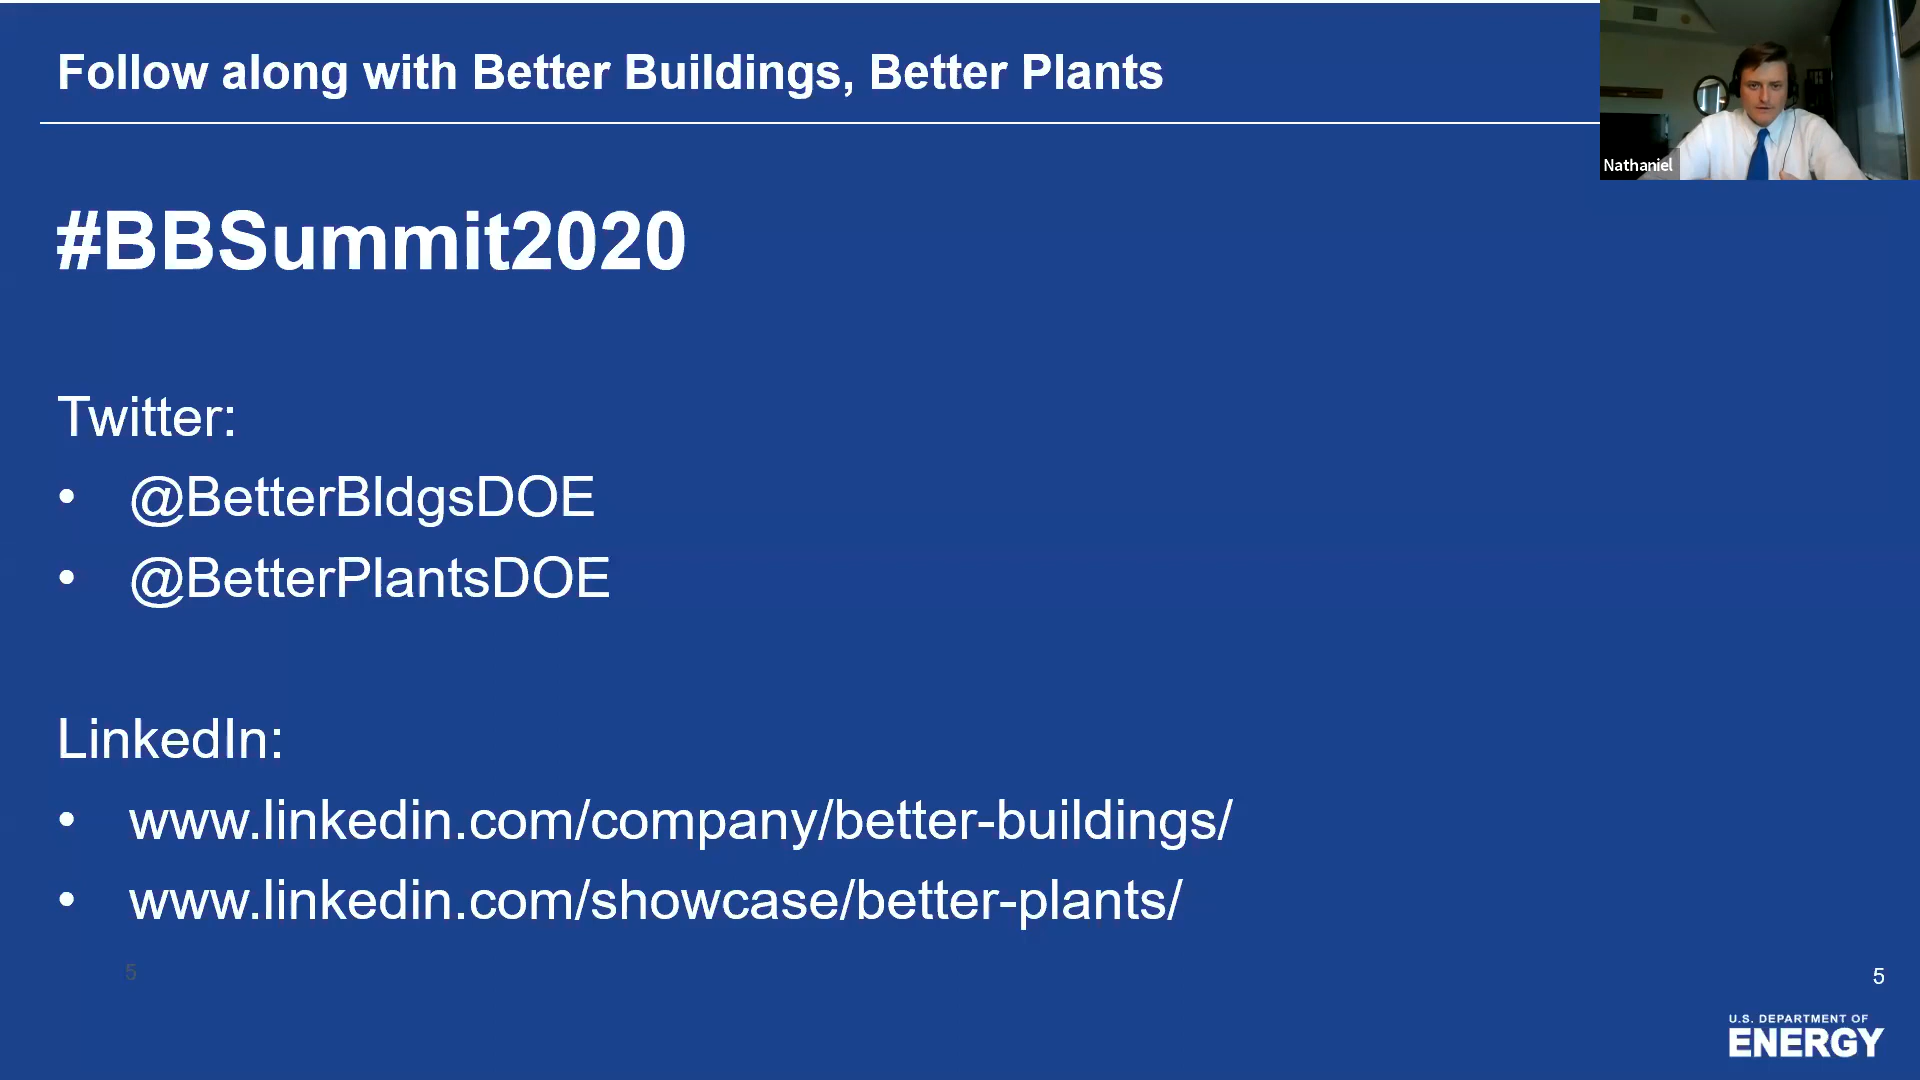 Follow along with Better Buildings, Better Plants
Nathaniel
#BBSummit2020
Twitter:
• @BetterBldgsDOE
• @BetterPlantsDOE
LinkedIn:
• www.linkedin.com/company/better-buildings/
• www.linkedin.com/showcase/better-plants/
5
5
U.S. DEPARTMENT OF
ENERGY